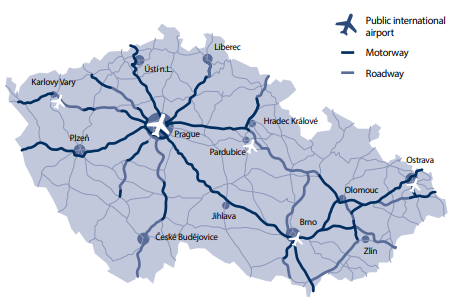 Public international
airport
Motorway
Roadway
Liberec
Ústí n.L.
Karlovy Vary
Hradec Králové
Prague
Plzeň
Pardubice
Ostrava
Olomouc
Jihlava
Brno
České Budějovice
Zlín